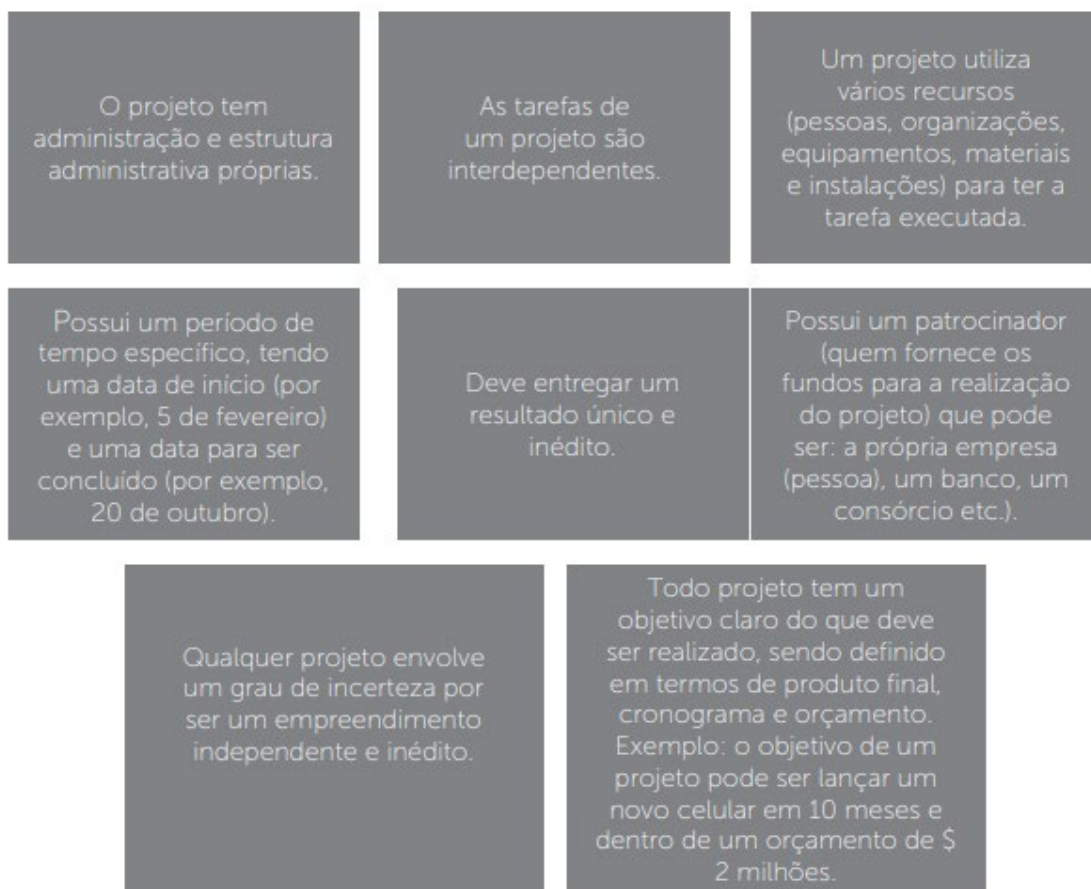 O projeto tem
administração e estrutura
administrativa próprias.
As tarefas de
um projeto são
interdependentes.
Um projeto utiliza
vários recursos
(pessoas, organizações,
equipamentos, materiais
e instalações) para ter a
tarefa executada.
Possui um período de
tempo específico, tendo
uma data de início (por
exemplo, 5 de fevereiro)
e uma data para ser
concluído (por exemplo,
20 de outubro).
Deve entregar um
resultado único e
inédito.
Possui um patrocinador
(quem fornece os
fundos para a realização
do projeto) que pode
ser: a própria empresa
(pessoa), um banco, um
consórcio etc.).
Qualquer projeto envolve
um grau de incerteza por
ser um empreendimento
independente e inédito.
Todo projeto tem um
objetivo claro do que deve
ser realizado, sendo definido
em termos de produto final,
cronograma e orçamento.
Exemplo: o objetivo de um
projeto pode ser lançar um
novo celular em 10 meses e
dentro de um orçamento de $
2 milhões.